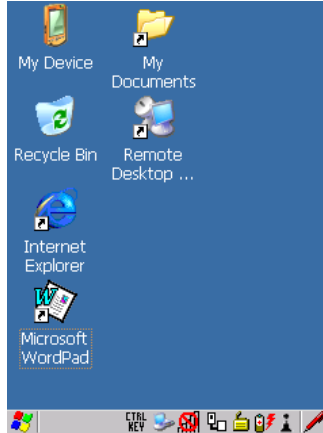 My Device
My
Documents
Recycle Bin
Remote
Desktop ...
Internet
Explorer
Microsoft
WordPad
CTRL
KEY